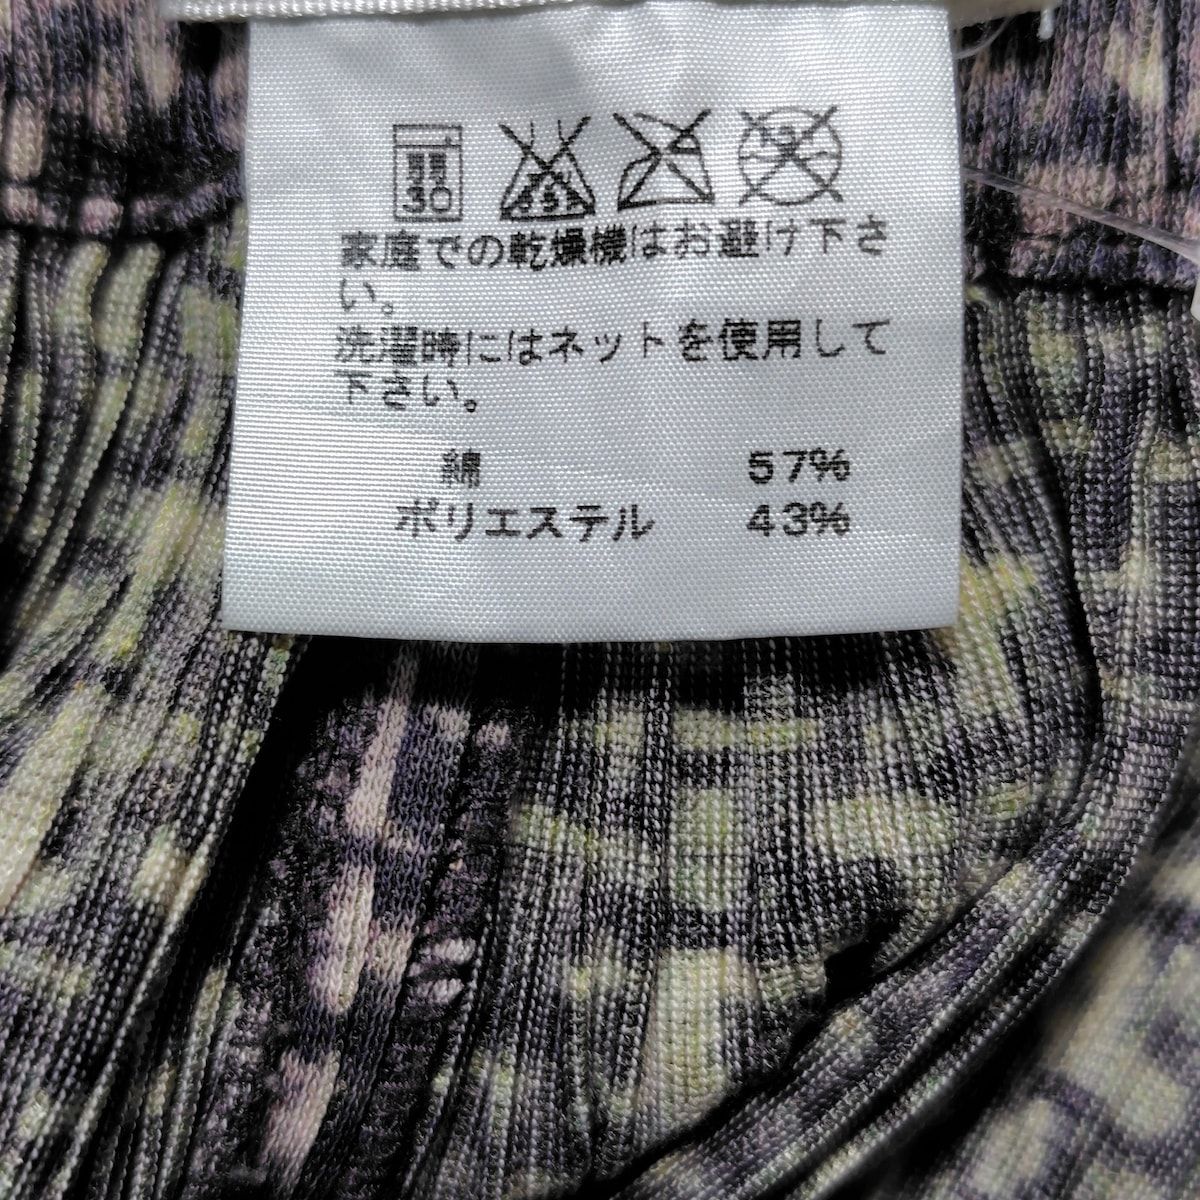 30
家庭での乾燥機はお避け下さ
い。
洗濯時にはネットを使用して
下さい。
綿 57%
ポリエステル 43%